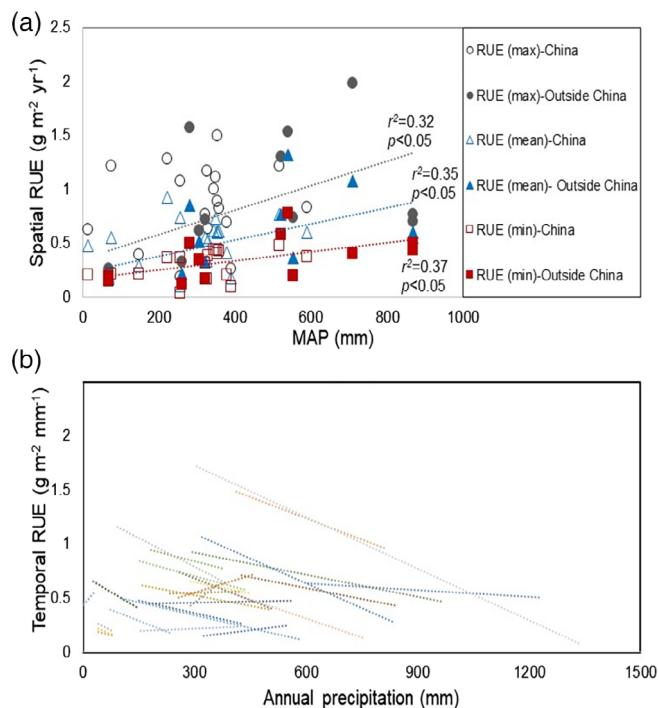 (a)
2.5
2
1.5
1
0.5
0
Spatial RUE (g m-2 yr-1)
r²=0.32
p<0.05
r²=0.35
p<0.05
r²=0.37
p<0.05
0 200 400 600 800 1000
MAP (mm)
RUE (max)-China
RUE (max)-Outside China
RUE (mean)-China
RUE (mean)- Outside China
RUE (min)-China
RUE (min)-Outside China
(b)
2
1.5
1
0.5
0
Temporal RUE (g m-2 mm-1)
0 300 600 900 1200 1500
Annual precipitation (mm)